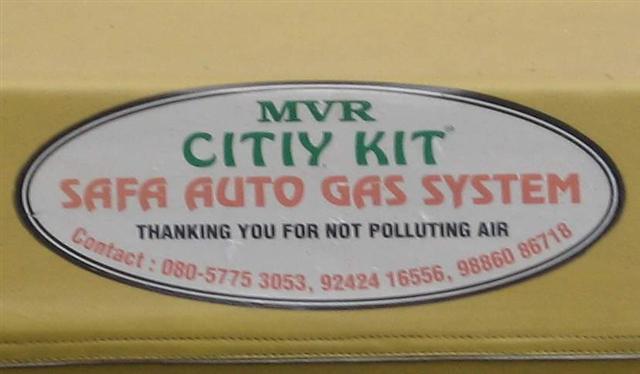 MVR
CITIY KIT
SAFA AUTO GAS SYSTEM
THANKING YOU FOR NOT POLLUTING AIR
Contact : 080-5775 3053, 92424 16556, 98860 86718